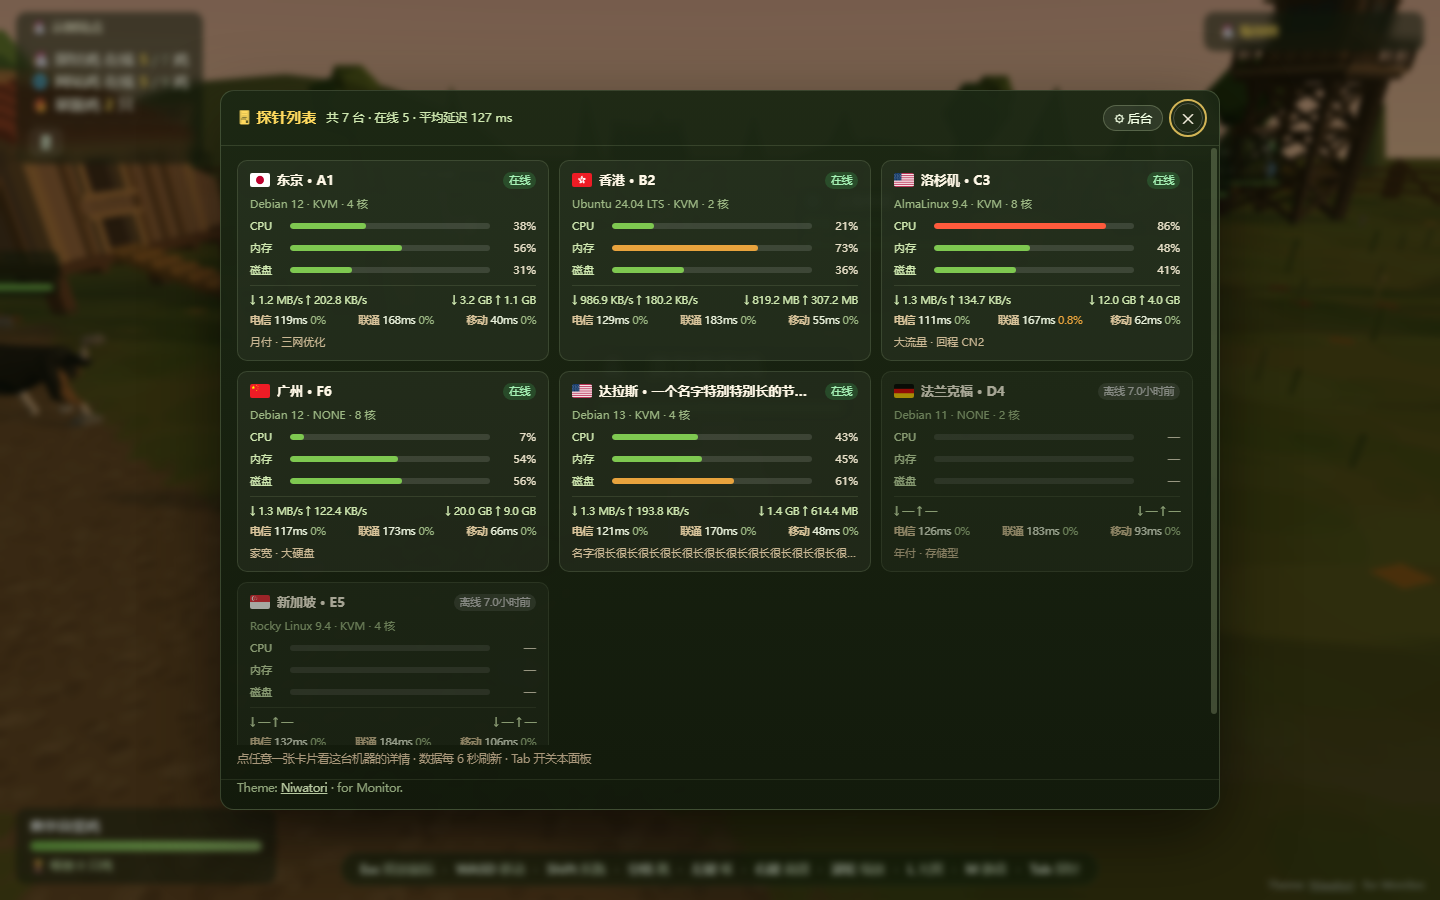 探针列表 共 7 台 · 在线 5 · 平均延迟 127 ms
后台
东京 • A1 在线
Debian 12 · KVM · 4 核
CPU 38%
内存 56%
磁盘 31%
↓ 1.2 MB/s ↑ 202.8 KB/s ↓ 3.2 GB ↑ 1.1 GB
电信 119ms 0% 联通 168ms 0% 移动 40ms 0%
月付 · 三网优化
香港 • B2 在线
Ubuntu 24.04 LTS · KVM · 2 核
CPU 21%
内存 73%
磁盘 36%
↓ 986.9 KB/s ↑ 180.2 KB/s ↓ 819.2 MB ↑ 307.2 MB
电信 129ms 0% 联通 183ms 0% 移动 55ms 0%
洛杉矶 • C3 在线
AlmaLinux 9.4 · KVM · 8 核
CPU 86%
内存 48%
磁盘 41%
↓ 1.3 MB/s ↑ 134.7 KB/s ↓ 12.0 GB ↑ 4.0 GB
电信 111ms 0% 联通 167ms 0.8% 移动 62ms 0%
大流量 · 回程 CN2
广州 • F6 在线
Debian 12 · NONE · 8 核
CPU 7%
内存 54%
磁盘 56%
↓ 1.3 MB/s ↑ 122.4 KB/s ↓ 20.0 GB ↑ 9.0 GB
电信 117ms 0% 联通 173ms 0% 移动 66ms 0%
家宽 · 大硬盘
达拉斯 • 一个名字特别特别长的节... 在线
Debian 13 · KVM · 4 核
CPU 43%
内存 45%
磁盘 61%
↓ 1.3 MB/s ↑ 193.8 KB/s ↓ 1.4 GB ↑ 614.4 MB
电信 121ms 0% 联通 170ms 0% 移动 48ms 0%
名字很长很长很长很长很长很长很长很长很长很长很长很长很...
法兰克福 • D4 离线 7.0小时前
Debian 11 · NONE · 2 核
CPU —
内存 —
磁盘 —
↓ — ↑ — ↓ — ↑ —
电信 126ms 0% 联通 183ms 0% 移动 93ms 0%
年付 · 存储型
新加坡 • E5 离线 7.0小时前
Rocky Linux 9.4 · KVM · 4 核
CPU —
内存 —
磁盘 —
↓ — ↑ — ↓ — ↑ —
电信 132ms 0% 联通 184ms 0% 移动 106ms 0%
点任意一张卡片看这台机器的详情 · 数据每 6 秒刷新 · Tab 开关本面板
Theme: Niwatori · for Monitor.